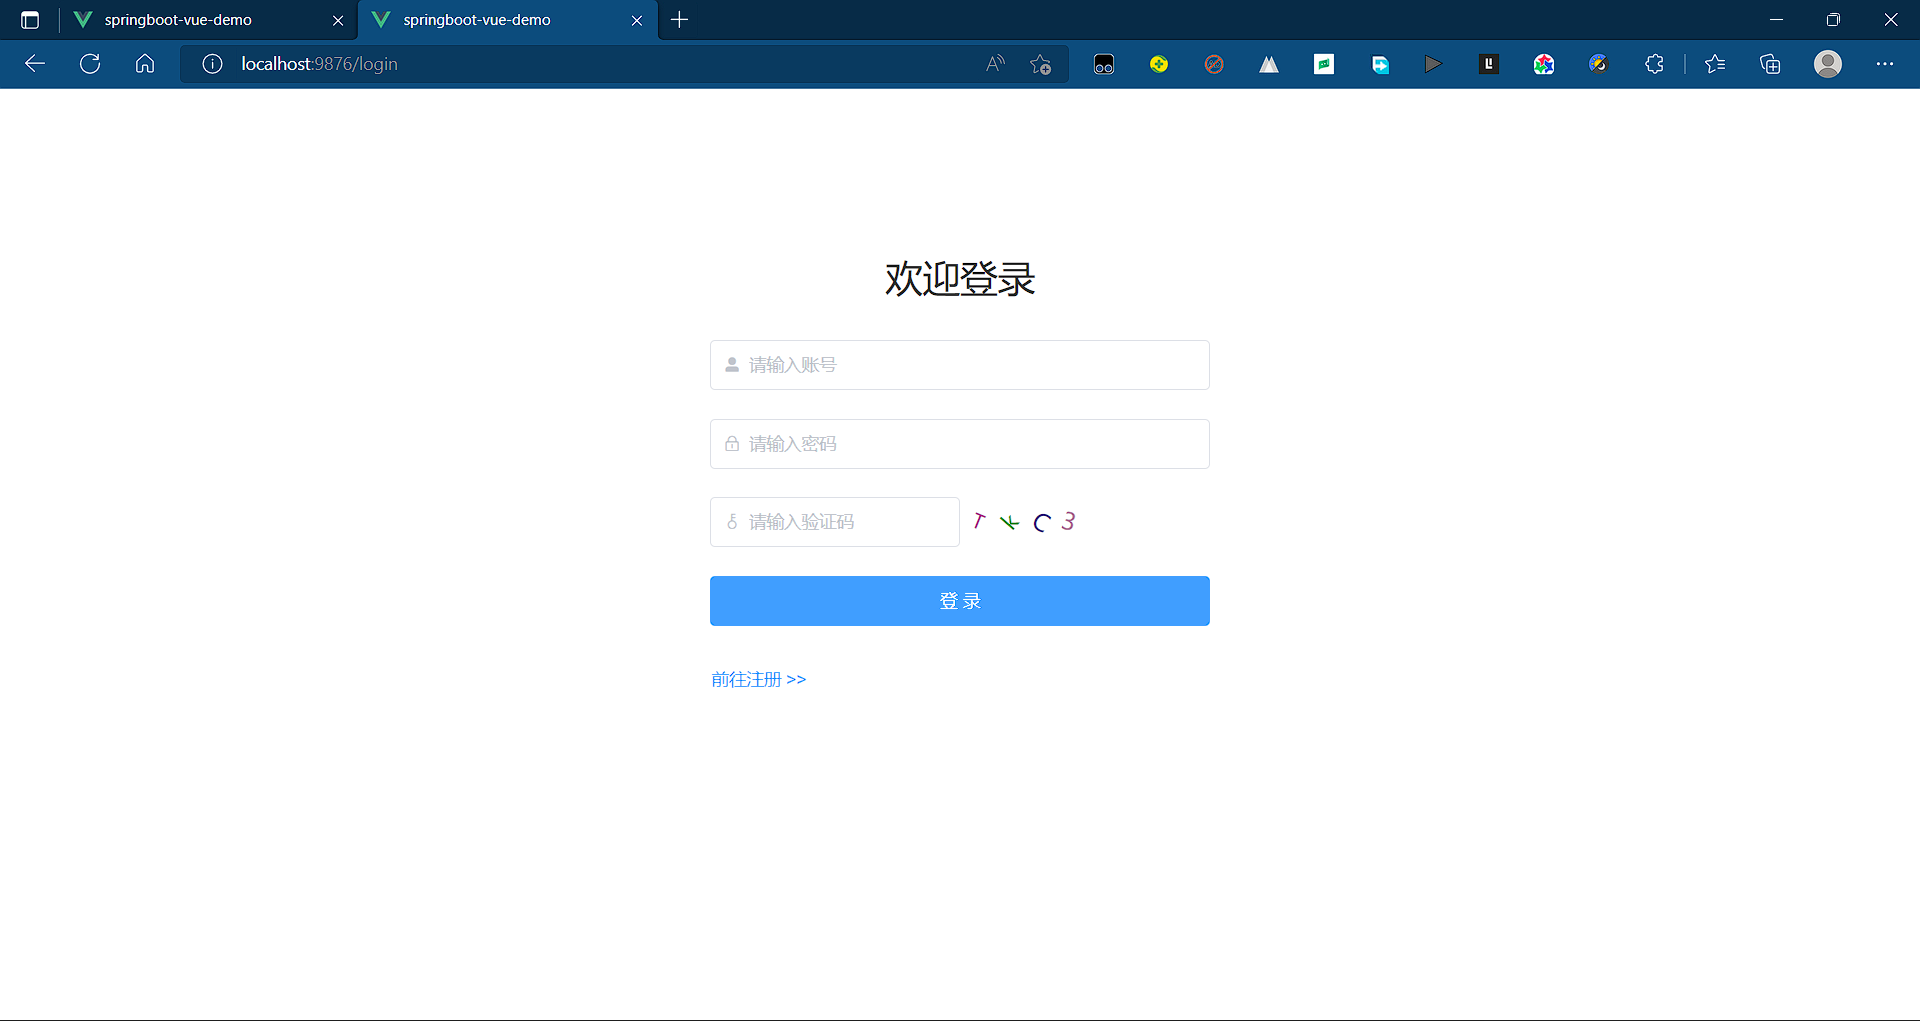 springboot-vue-demo
springboot-vue-demo
localhost:9876/login
欢迎登录
请输入账号
请输入密码
请输入验证码
T K C 3
登 录
前往注册 >>